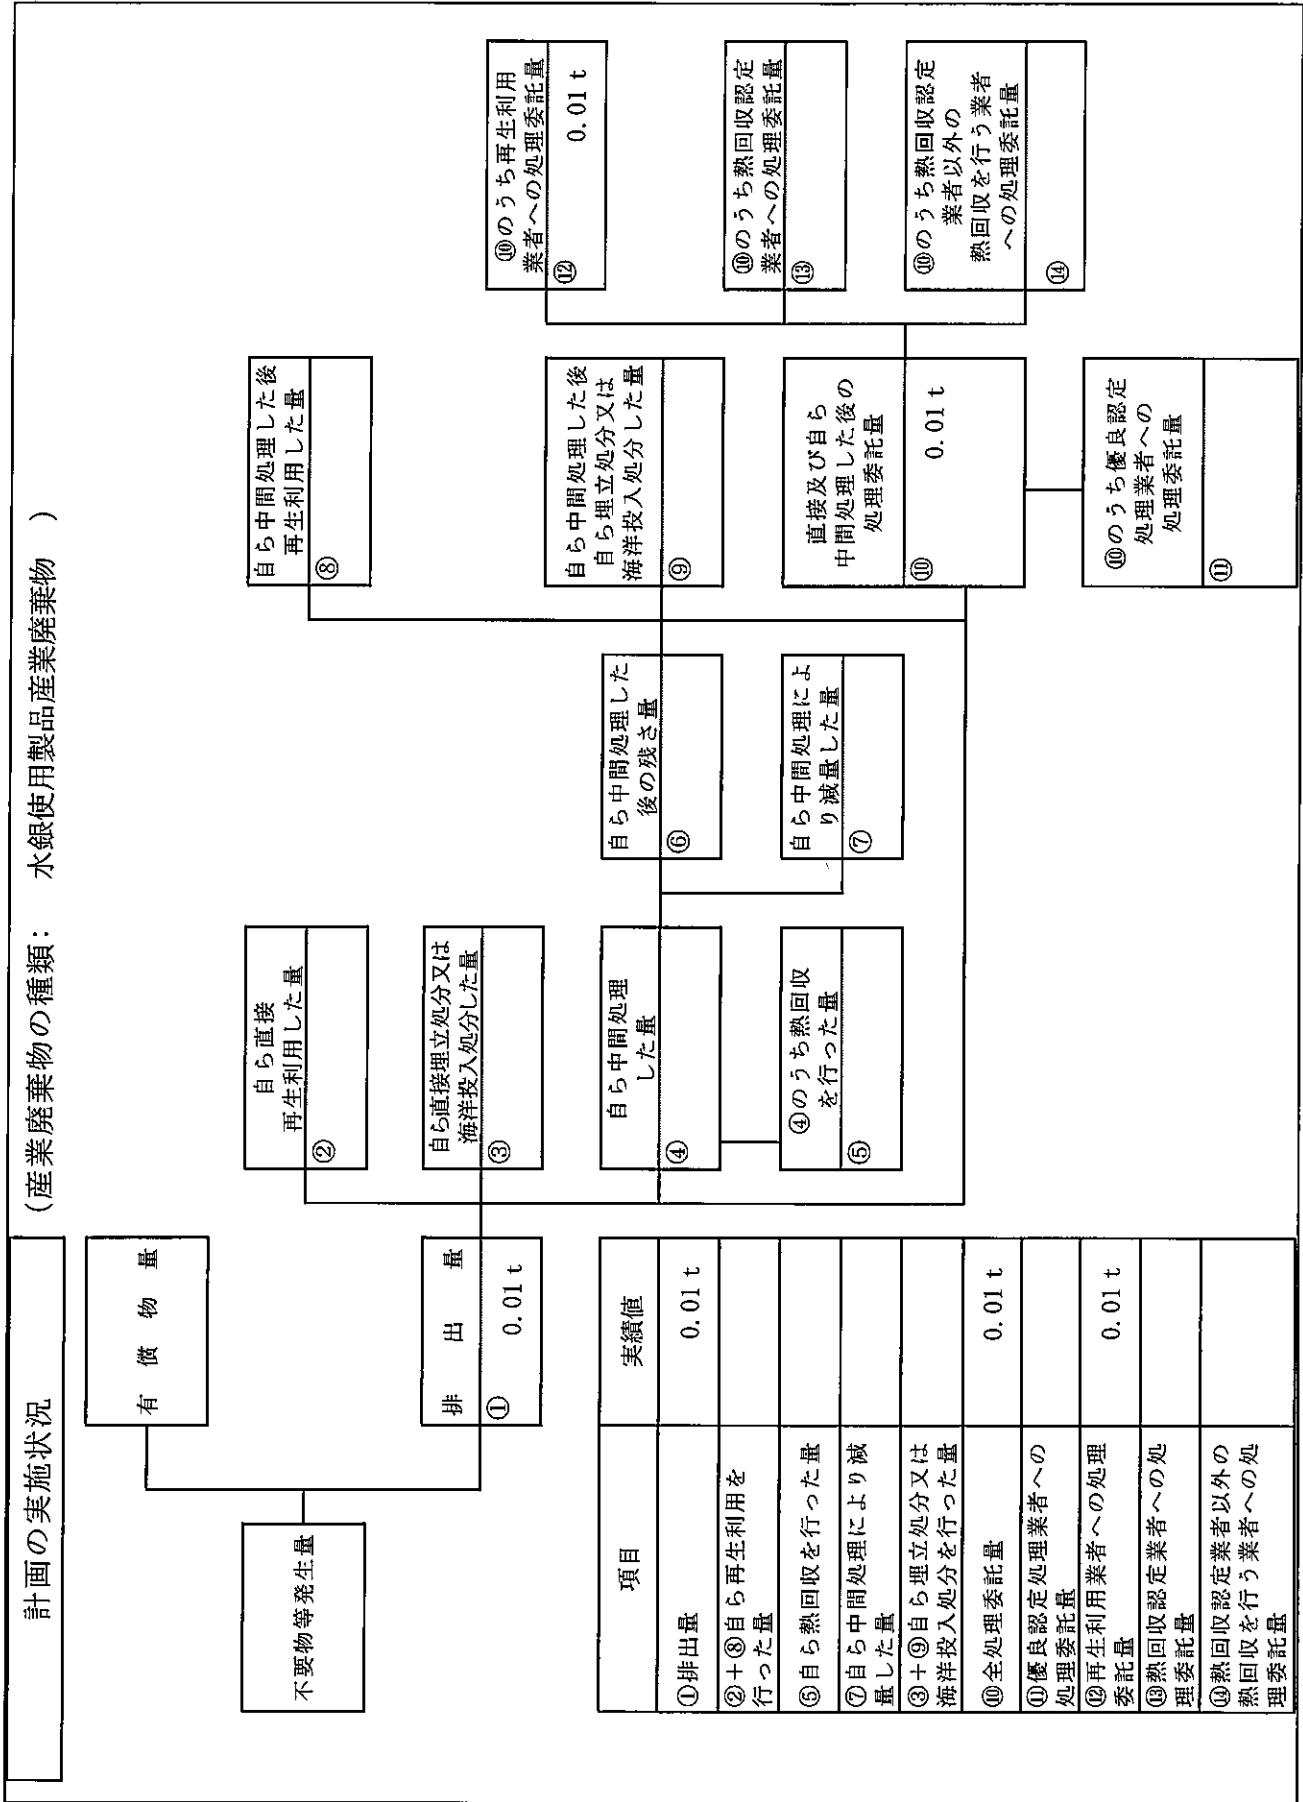 計画の実施状況
(産業廃棄物の種類: 水銀使用製品産業廃棄物 )
不要物等発生量
有償物量
排出量
① 0.01 t
自ら直接
再生利用した量
②
自ら直接埋立処分又は
海洋投入処分した量
③
自ら中間処理
した量
④
④のうち熱回収
を行った量
⑤
自ら中間処理した
後の残さ量
⑥
自ら中間処理によ
り減量した量
⑦
自ら中間処理した後
再生利用した量
⑧
自ら中間処理した後
自ら埋立処分又は
海洋投入処分した量
⑨
直接及び自ら
中間処理した後の
処理委託量
⑩ 0.01 t
⑩のうち優良認定
処理業者への
処理委託量
⑪
⑩のうち再生利用
業者への処理委託量
⑫ 0.01 t
⑩のうち熱回収認定
業者への処理委託量
⑬
⑩のうち熱回収認定
業者以外の
熱回収を行う業者
への処理委託量
⑭
項目 実績値
①排出量 0.01 t
②+⑧自ら再生利用を
行った量
⑤自ら熱回収を行った量
⑦自ら中間処理により減
量した量
③+⑨自ら埋立処分又は
海洋投入処分を行った量
⑩全処理委託量 0.01 t
⑪優良認定処理業者への
処理委託量
⑫再生利用業者への処理
委託量 0.01 t
⑬熱回収認定業者への処
理委託量
⑭熱回収認定業者以外の
熱回収を行う業者への処
理委託量